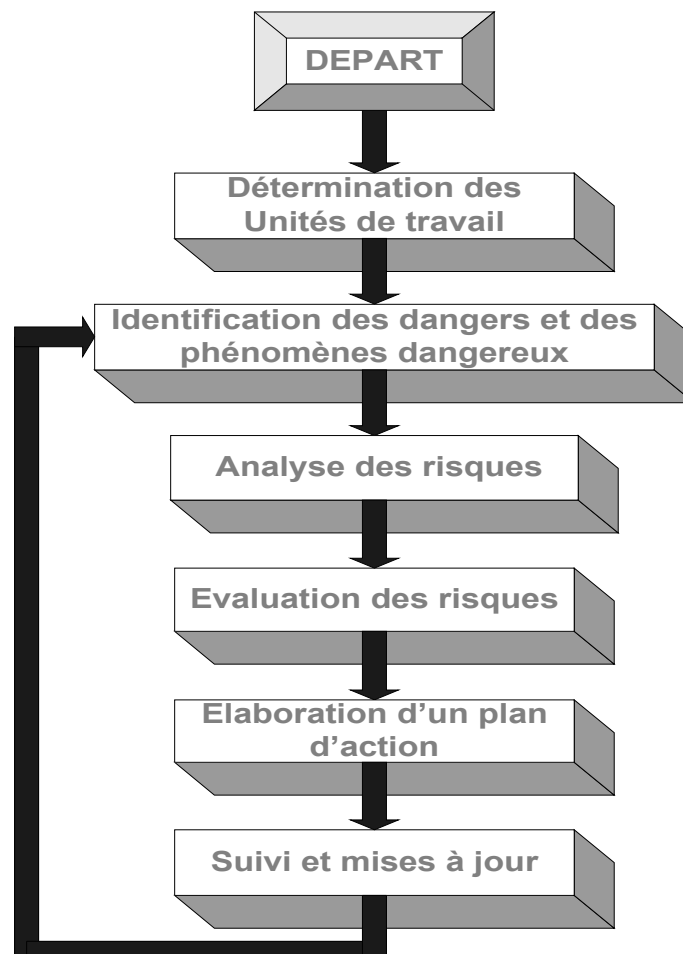 DEPART
Détermination des
Unités de travail
Identification des dangers et des
phénomènes dangereux
Analyse des risques
Evaluation des risques
Elaboration d’un plan
d’action
Suivi et mises à jour